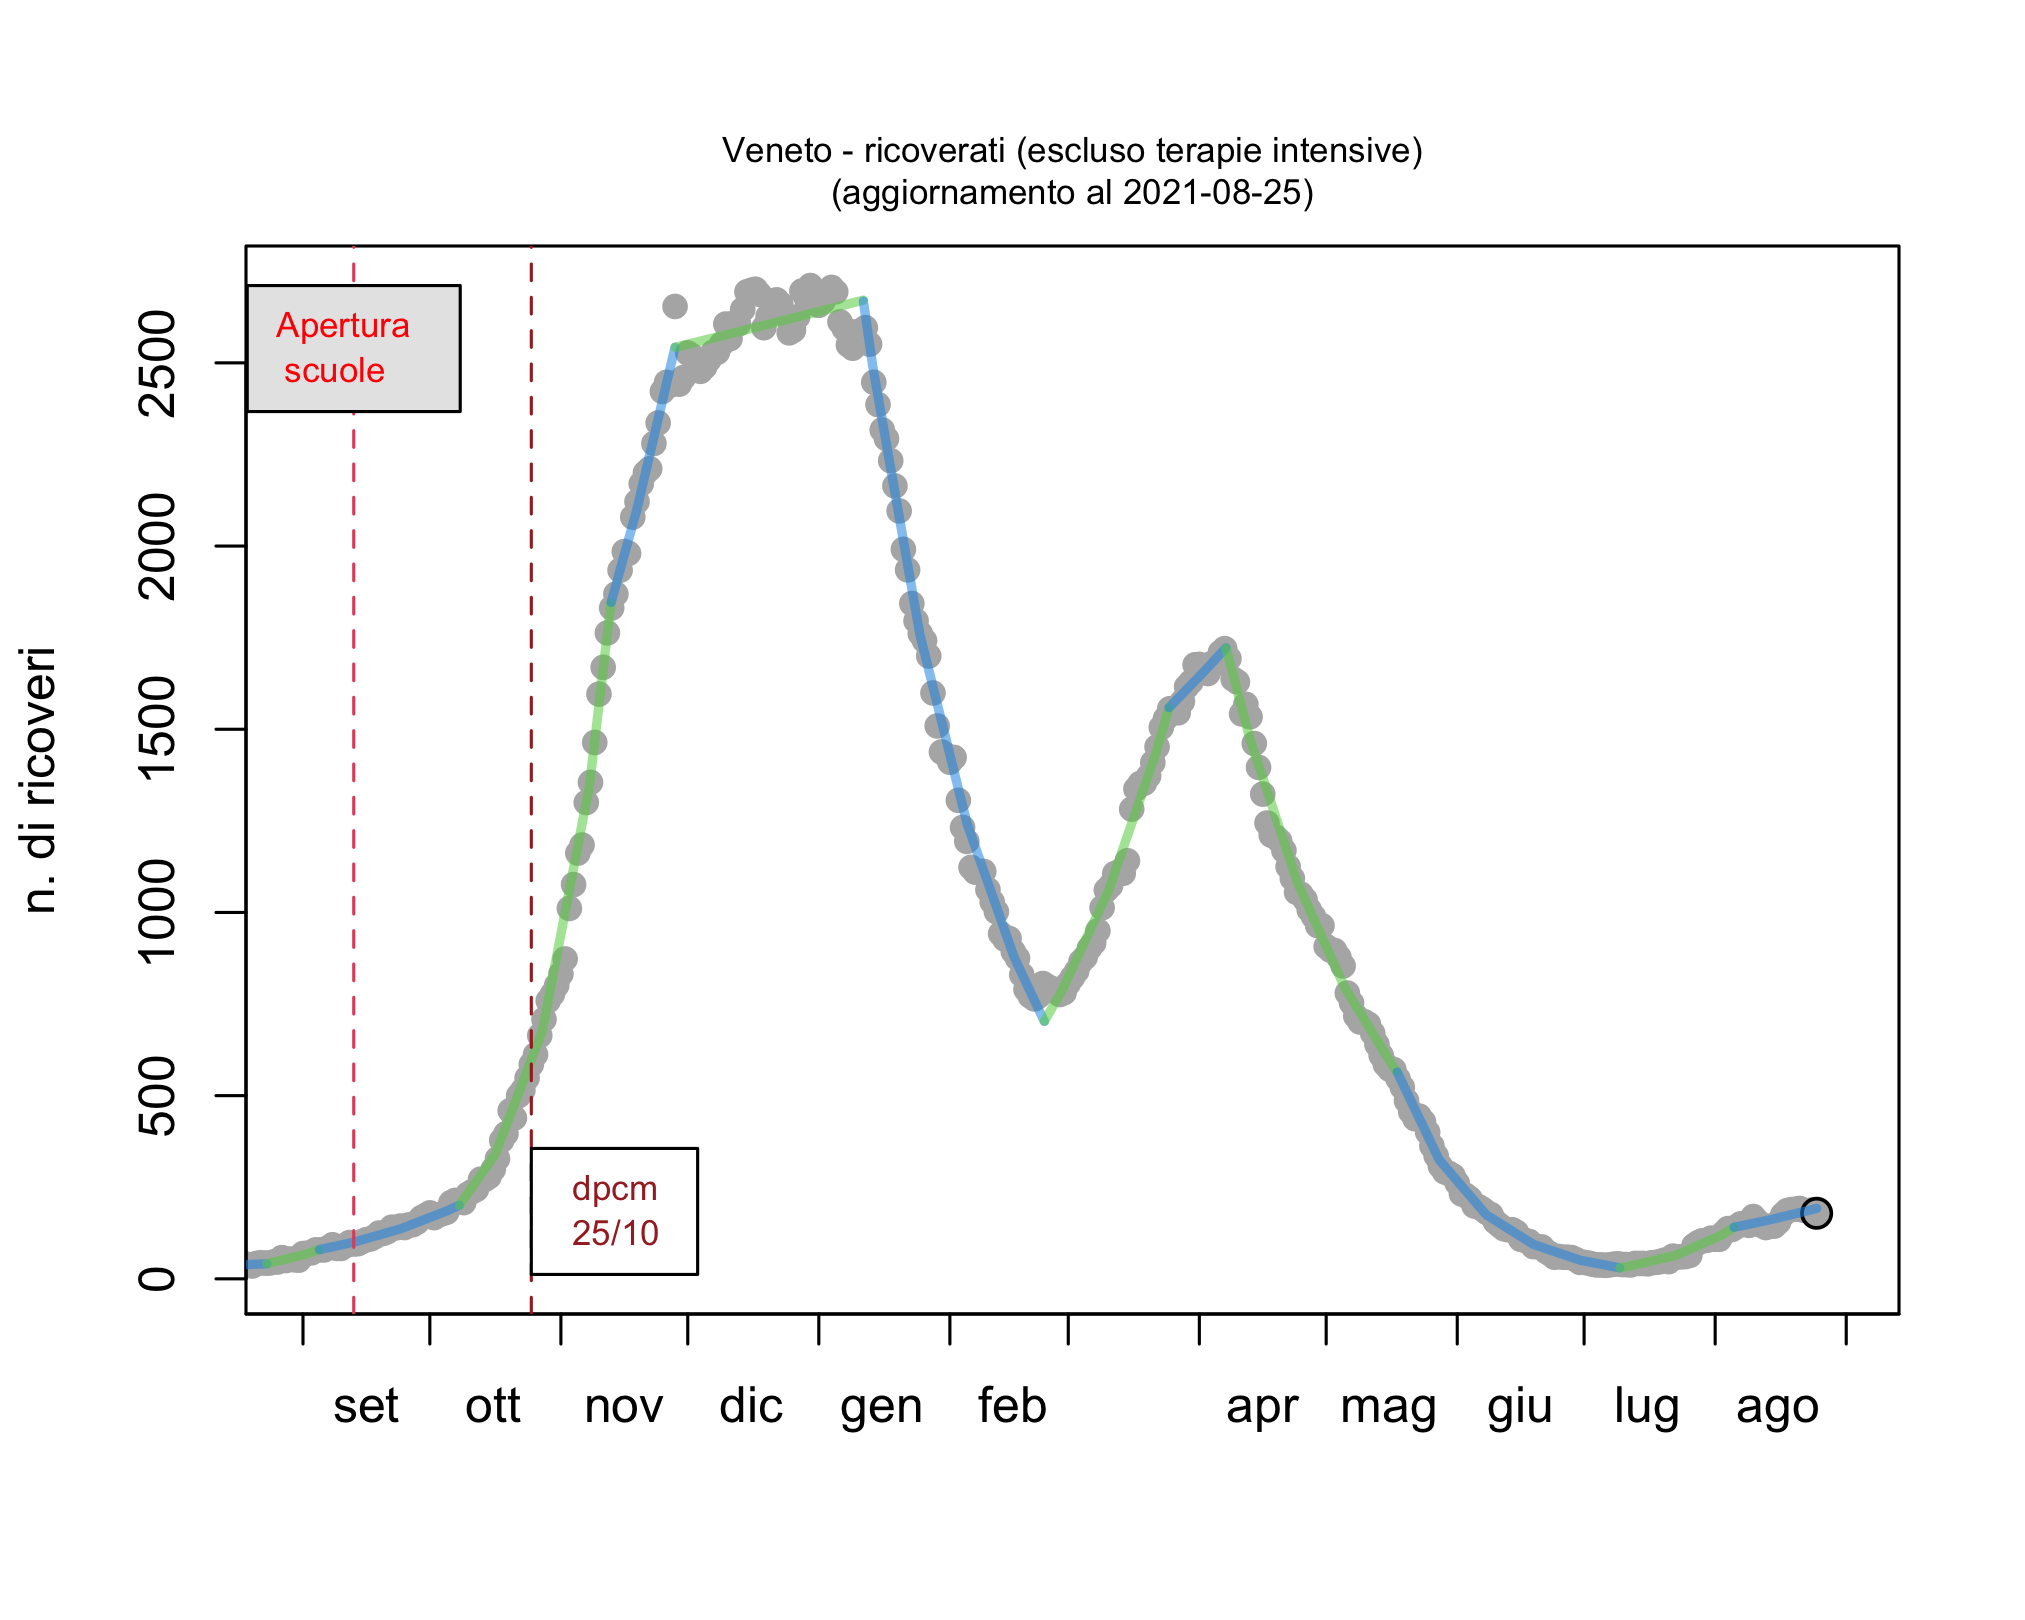 Veneto - ricoverati (escluso terapie intensive)
(aggiornamento al 2021-08-25)
n. di ricoveri
2500
2000
1500
1000
500
0
Apertura
scuole
dpcm
25/10
set ott nov dic gen feb apr mag giu lug ago